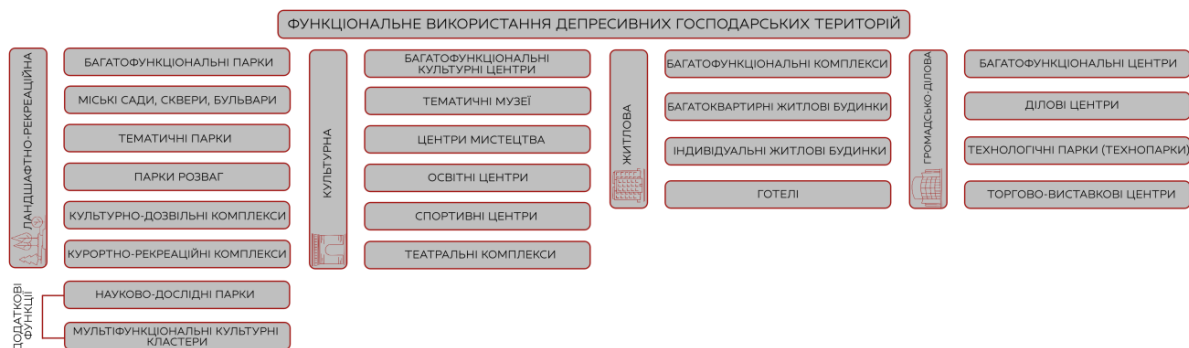 ФУНКЦІОНАЛЬНЕ ВИКОРИСТАННЯ ДЕПРЕСИВНИХ ГОСПОДАРСЬКИХ ТЕРИТОРІЙ
ЛАНДШАФТНО-РЕКРЕАЦІЙНА
БАГАТОФУНКЦІОНАЛЬНІ ПАРКИ
МІСЬКІ САДИ, СКВЕРИ, БУЛЬВАРИ
ТЕМАТИЧНІ ПАРКИ
ПАРКИ РОЗВАГ
КУЛЬТУРНО-ДОЗВІЛЬНІ КОМПЛЕКСИ
КУРОРТНО-РЕКРЕАЦІЙНІ КОМПЛЕКСИ
ДОДАТКОВІ
ФУНКЦІЇ
НАУКОВО-ДОСЛІДНІ ПАРКИ
МУЛЬТІФУНКЦІОНАЛЬНІ КУЛЬТУРНІ
КЛАСТЕРИ
КУЛЬТУРНА
БАГАТОФУНКЦІОНАЛЬНІ
КУЛЬТУРНІ ЦЕНТРИ
ТЕМАТИЧНІ МУЗЕЇ
ЦЕНТРИ МИСТЕЦТВА
ОСВІТНІ ЦЕНТРИ
СПОРТИВНІ ЦЕНТРИ
ТЕАТРАЛЬНІ КОМПЛЕКСИ
ЖИТЛОВА
БАГАТОФУНКЦІОНАЛЬНІ КОМПЛЕКСИ
БАГАТОКВАРТИРНІ ЖИТЛОВІ БУДИНКИ
ІНДИВІДУАЛЬНІ ЖИТЛОВІ БУДИНКИ
ГОТЕЛІ
ГРОМАДСЬКО-ДІЛОВА
БАГАТОФУНКЦІОНАЛЬНІ ЦЕНТРИ
ДІЛОВІ ЦЕНТРИ
ТЕХНОЛОГІЧНІ ПАРКИ (ТЕХНОПАРКИ)
ТОРГОВО-ВИСТАВКОВІ ЦЕНТРИ